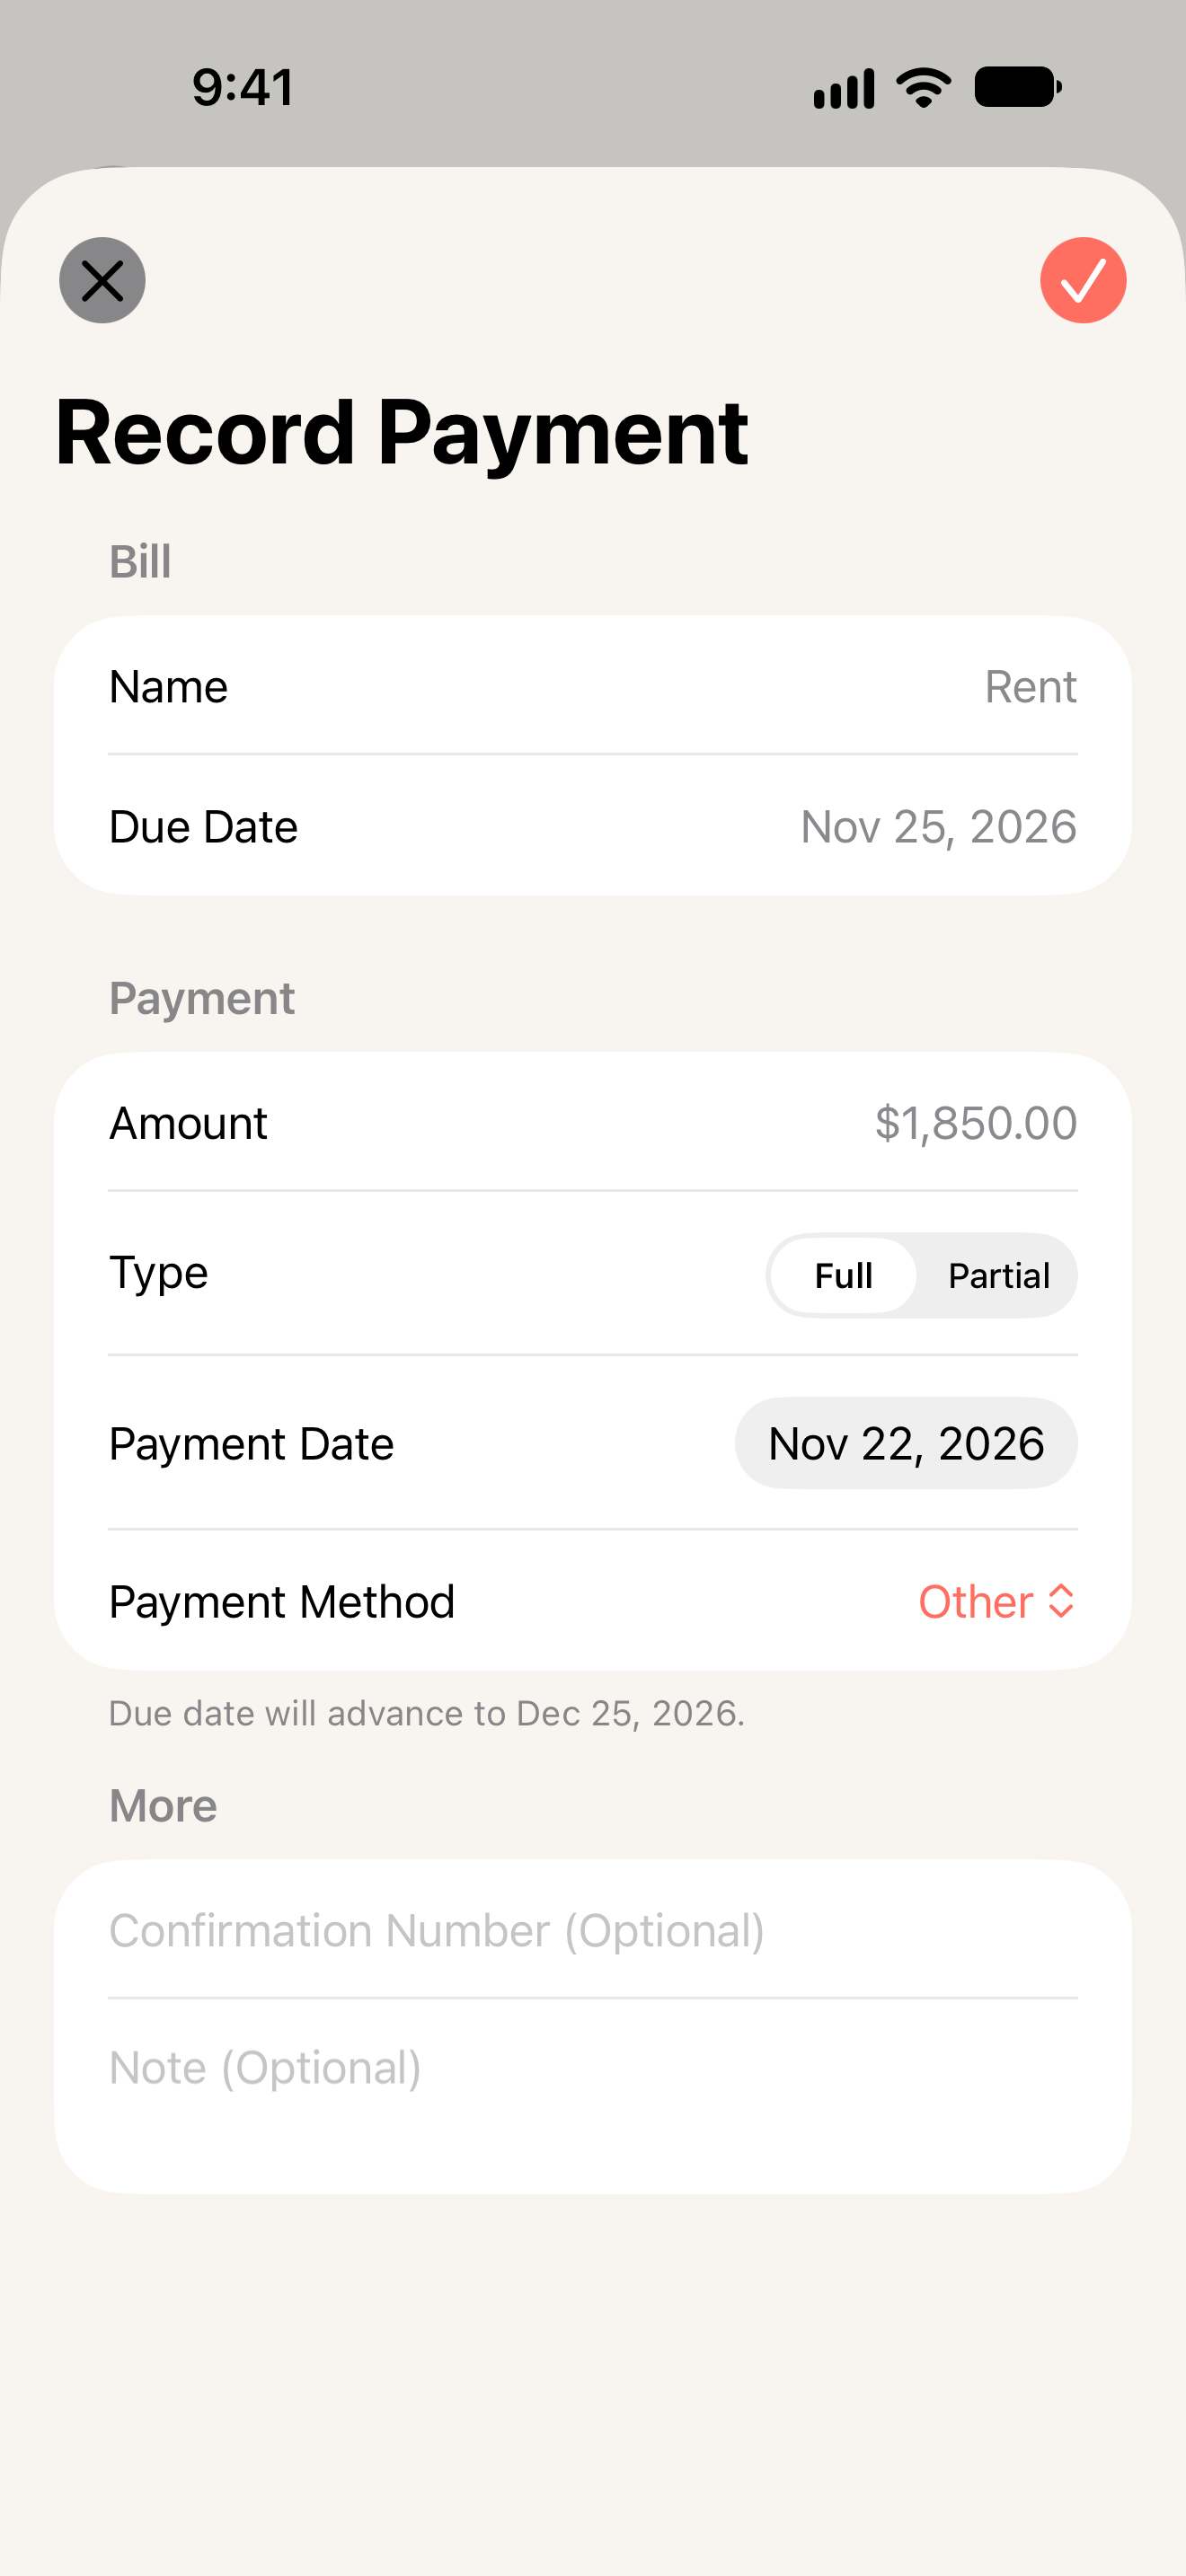 9:41
Record Payment
Bill
Name Rent
Due Date Nov 25, 2026
Payment
Amount $1,850.00
Type Full Partial
Payment Date Nov 22, 2026
Payment Method Other
Due date will advance to Dec 25, 2026.
More
Confirmation Number (Optional)
Note (Optional)